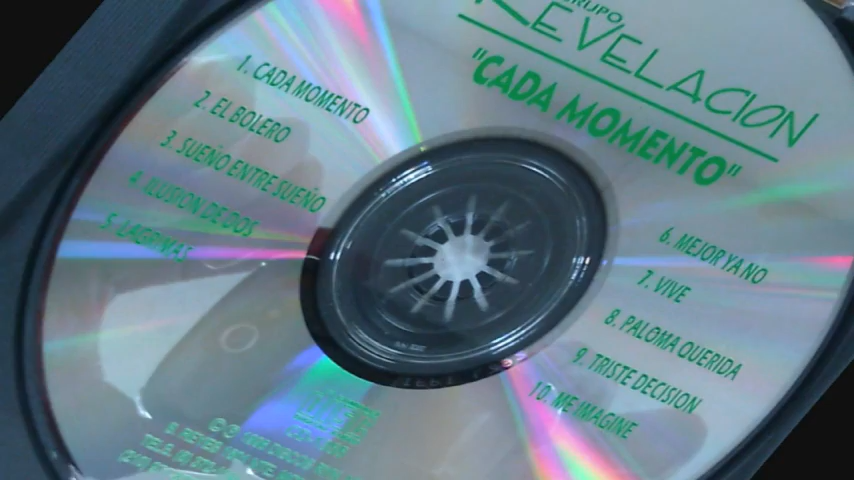 GRUPO
REVELACION
"CADA MOMENTO"
1. CADA MOMENTO
2. EL BOLERO
3. SUEÑO ENTRE SUEÑO
4. ILUSION DE DOS
5. LAGRIMAS
6. MEJOR YA NO
7. VIVE
8. PALOMA QUERIDA
9. TRISTE DECISION
10. ME IMAGINE